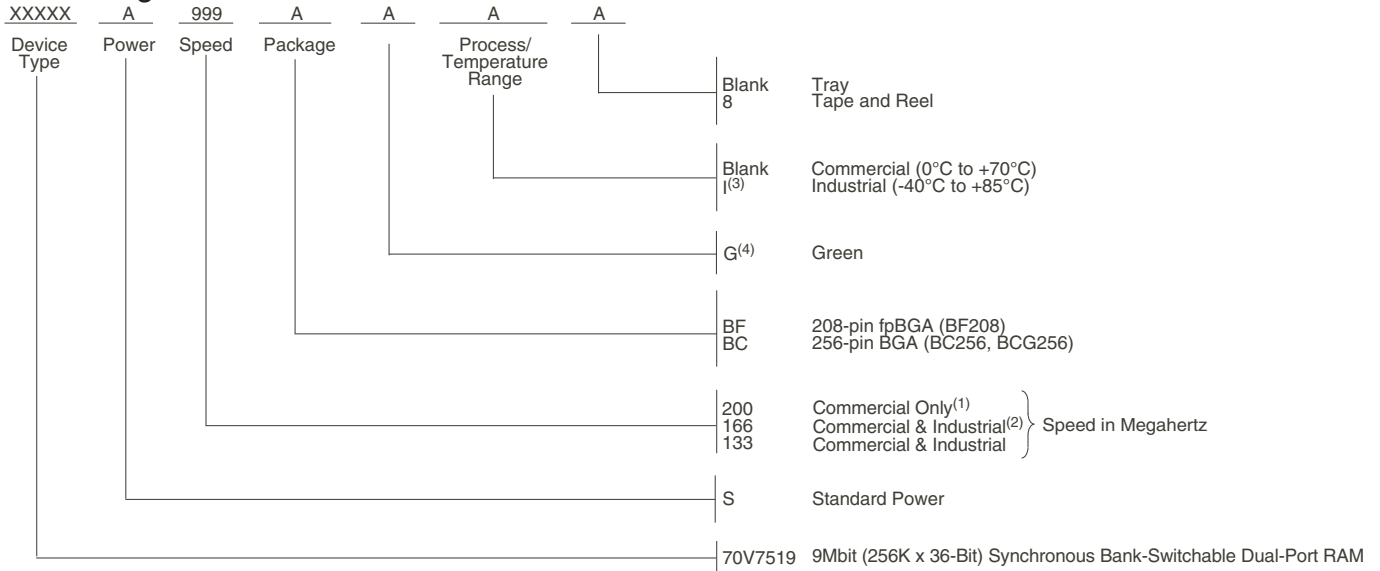 XXXXX A 999 A A A A
Device Type Power Speed Package Process/ Temperature Range
Blank Tray
8 Tape and Reel
Blank Commercial (0°C to +70°C)
I(3) Industrial (-40°C to +85°C)
G(4) Green
BF 208-pin fpBGA (BF208)
BC 256-pin BGA (BC256, BCG256)
200 Commercial Only(1)
166 Commercial & Industrial(2) Speed in Megahertz
133 Commercial & Industrial
S Standard Power
70V7519 9Mbit (256K x 36-Bit) Synchronous Bank-Switchable Dual-Port RAM